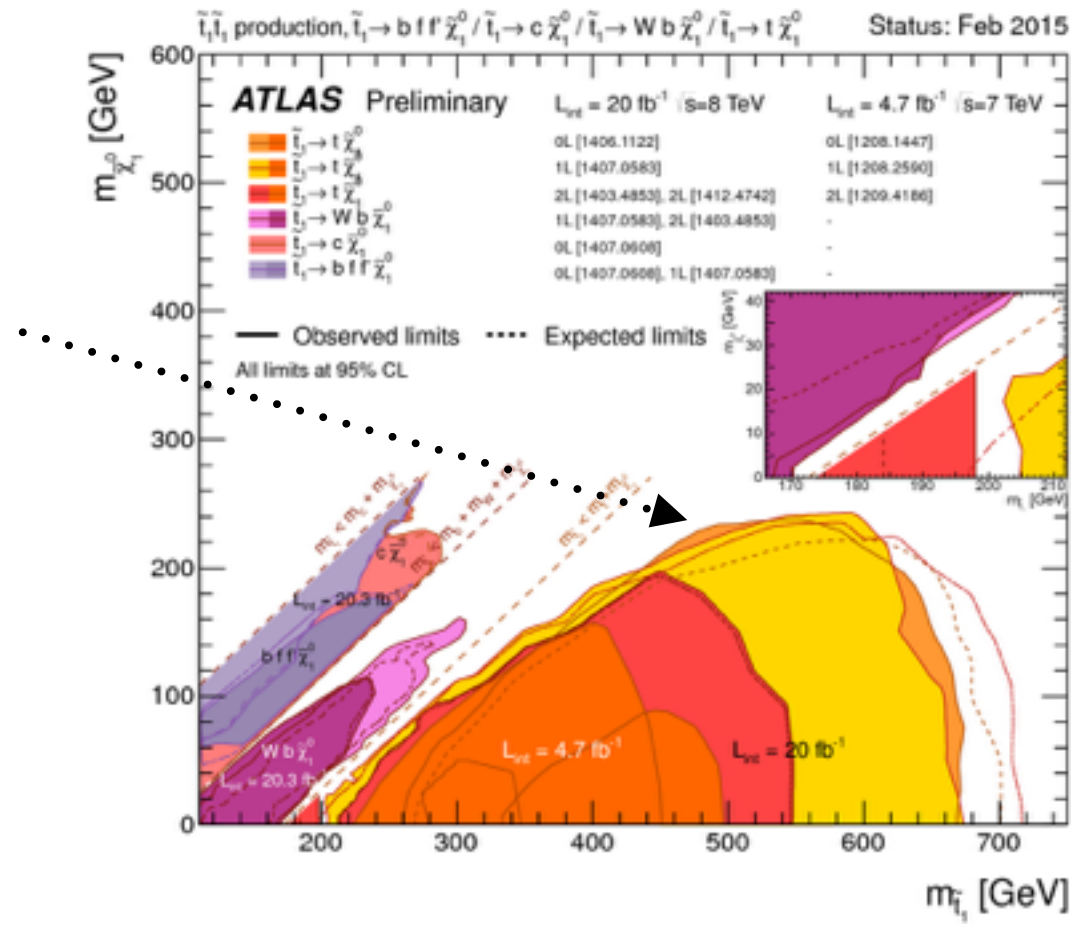 t̃₁t̃₁ production, t̃₁→ b f f' χ̃₁⁰ / t̃₁→ c χ̃₁⁰ / t̃₁→ W b χ̃₁⁰ / t̃₁→ t χ̃₁⁰
Status: Feb 2015
m_χ̃₁⁰ [GeV]
ATLAS Preliminary
L_int = 20 fb⁻¹ √s=8 TeV
L_int = 4.7 fb⁻¹ √s=7 TeV
t̃₁→ t χ̃₁⁰ 0L [1406.1122] 0L [1208.1447]
t̃₁→ t χ̃₁⁰ 1L [1407.0583] 1L [1208.2590]
t̃₁→ t χ̃₁⁰ 2L [1403.4853], 2L [1412.4742] 2L [1209.4186]
t̃₁→ W b χ̃₁⁰ 1L [1407.0583], 2L [1403.4853] -
t̃₁→ c χ̃₁⁰ 0L [1407.0608] -
t̃₁→ b f f' χ̃₁⁰ 0L [1407.0608], 1L [1407.0583] -
Observed limits
Expected limits
All limits at 95% CL
600
500
400
300
200
100
0
40
30
20
10
0
170 180 190 200 210
[GeV]
[GeV]
c χ̃₁⁰
L_int = 20.3 fb⁻¹
b f f' χ̃₁⁰
W b χ̃₁⁰
L_int = 20.3 fb
L_int = 4.7 fb⁻¹
L_int = 20 fb⁻¹
200 300 400 500 600 700
m_t̃₁ [GeV]